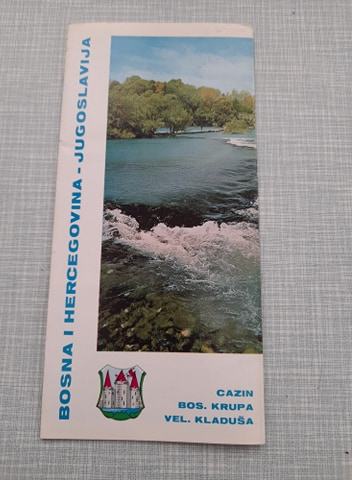 BOSNA I HERCEGOVINA - JUGOSLAVIJA
CAZIN
BOS. KRUPA
VEL. KLADUŠA